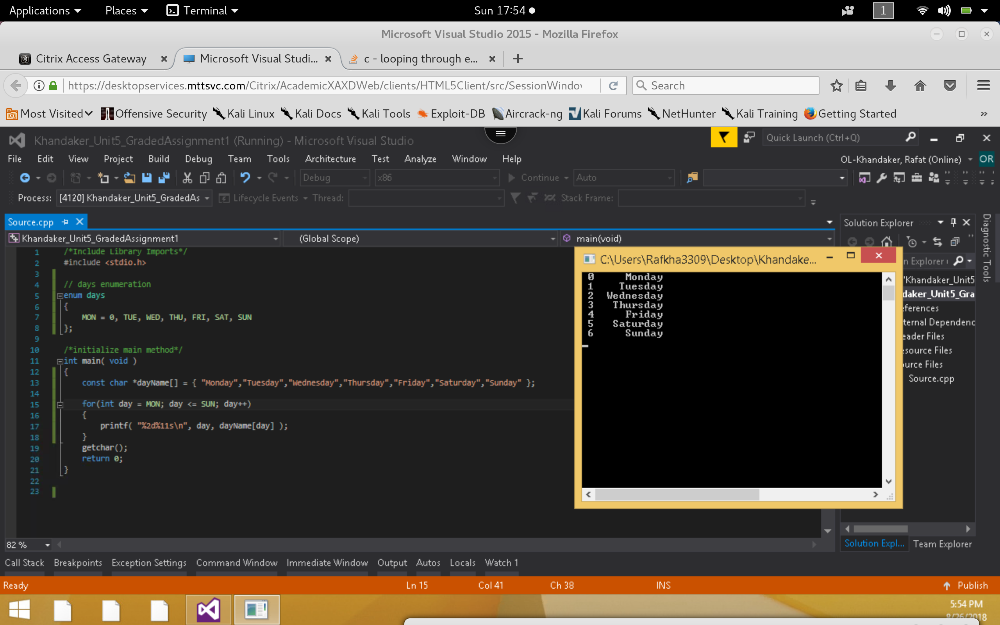 Applications Places Terminal Sun 17:54 1
Microsoft Visual Studio 2015 - Mozilla Firefox
Citrix Access Gateway Microsoft Visual Studi... c - looping through e...
https://desktopservices.mttsvc.com/Citrix/AcademicXAXDWeb/clients/HTML5Client/src/SessionWindow Search
Most Visited Offensive Security Kali Linux Kali Docs Kali Tools Exploit-DB Aircrack-ng Kali Forums NetHunter Kali Training Getting Started »
Khandaker_Unit5_GradedAssignment1 (Running) - Microsoft Visual Studio Quick Launch (Ctrl+Q)
File Edit View Project Build Debug Team Tools Architecture Test Analyze Window Help OL-Khandaker, Rafat (Online) OR
Debug x86 Continue Auto
Process: [4120] Khandaker_Unit5_GradedAs Lifecycle Events Thread: Stack Frame:
Source.cpp
Khandaker_Unit5_GradedAssignment1 (Global Scope) main(void)
1 /*Include Library Imports*/
2 #include <stdio.h>
3
4 // days enumeration
5 enum days
6 {
7 MON = 0, TUE, WED, THU, FRI, SAT, SUN
8 };
9
10 /*initialize main method*/
11 int main( void )
12 {
13 const char *dayName[] = { "Monday","Tuesday","Wednesday","Thursday","Friday","Saturday","Sunday" };
14
15 for(int day = MON; day <= SUN; day++)
16 {
17 printf( "%2d%11s\n", day, dayName[day] );
18 }
19 getchar();
20 return 0;
21 }
22
23
C:\Users\Rafkha3309\Desktop\Khandake...
0 Monday
1 Tuesday
2 Wednesday
3 Thursday
4 Friday
5 Saturday
6 Sunday
Solution Explorer
n Explorer
'Khandaker_Unit5
daker_Unit5_Gra
eferences
ternal Dependenc
eader Files
esource Files
urce Files
Source.cpp
Diagnostic Tools
82 %
Solution Expl... Team Explorer
Call Stack Breakpoints Exception Settings Command Window Immediate Window Output Autos Locals Watch 1
Ready Ln 15 Col 41 Ch 38 INS Publish
5:54 PM
8/26/2018